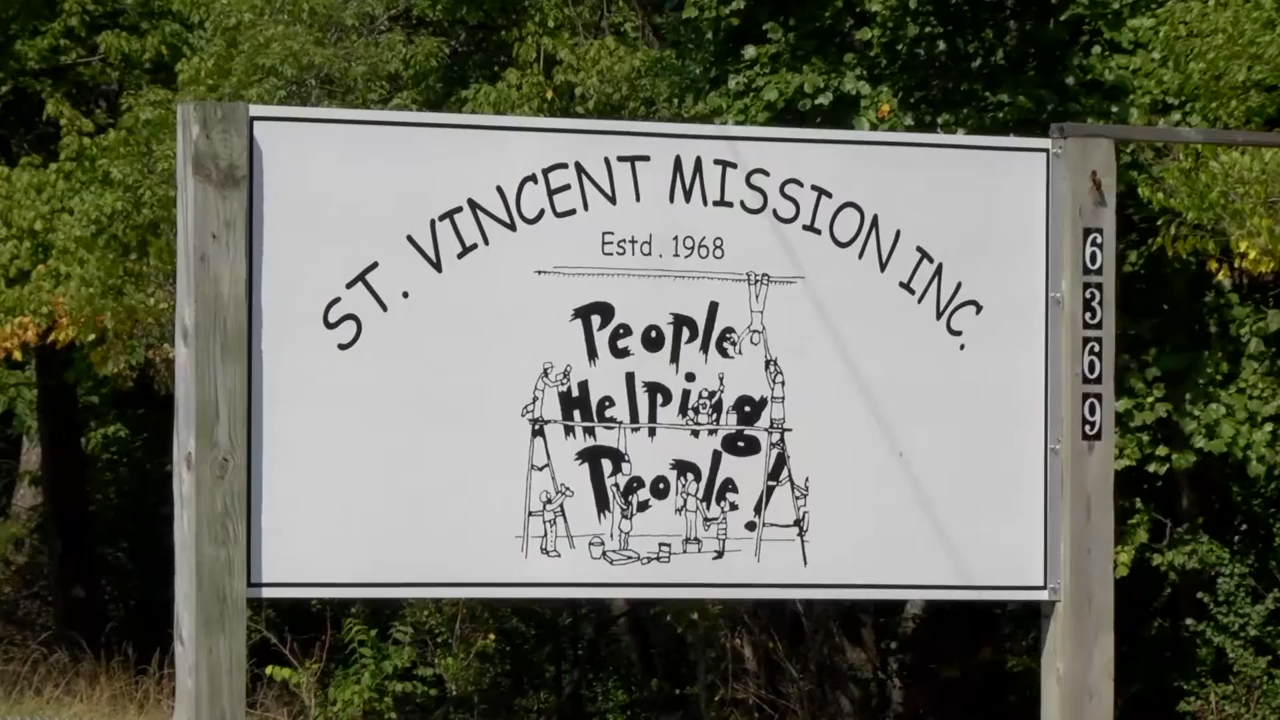 ST. VINCENT MISSION INC.
Estd. 1968
People
Helping
People!
6
3
6
9